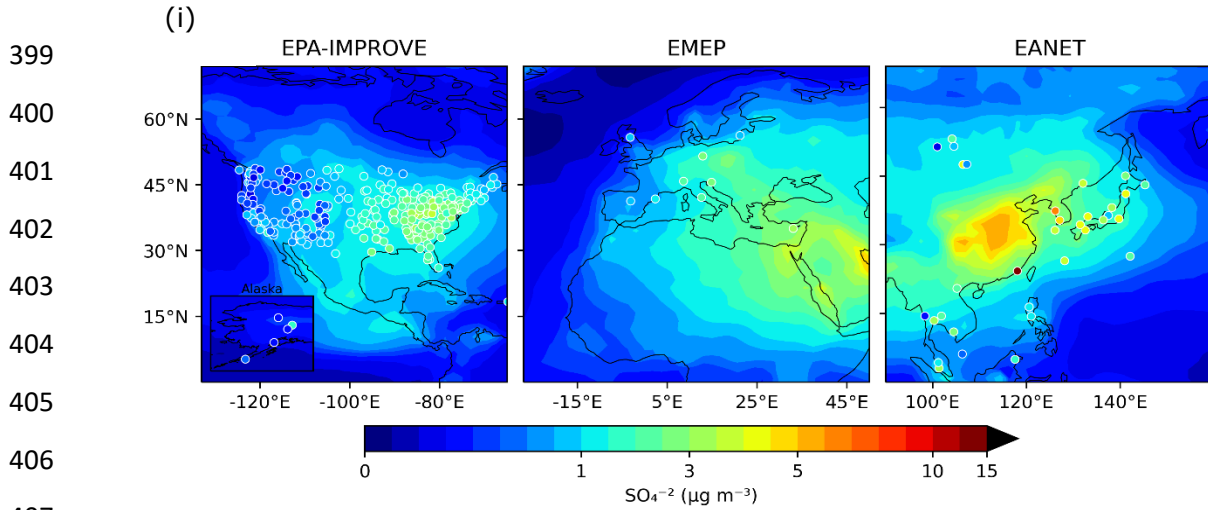 (i)
399
EPA-IMPROVE EMEP EANET
400
60°N
401
45°N
402
30°N
403
Alaska
15°N
404
-120°E -100°E -80°E -15°E 5°E 25°E 45°E 100°E 120°E 140°E
405
406
0 1 3 5 10 15
SO₄⁻² (μg m⁻³)